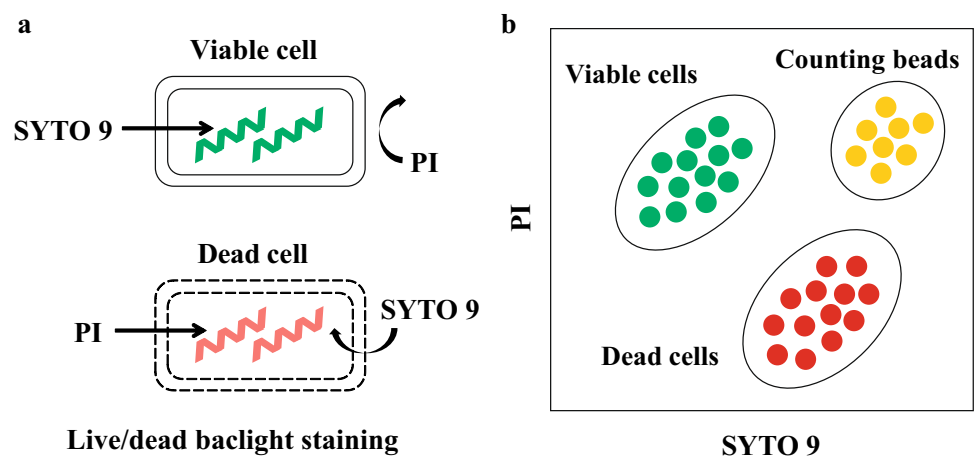 a
Viable cell
SYTO 9
PI
Dead cell
PI
SYTO 9
Live/dead baclight staining
b
Counting beads
Viable cells
PI
Dead cells
SYTO 9